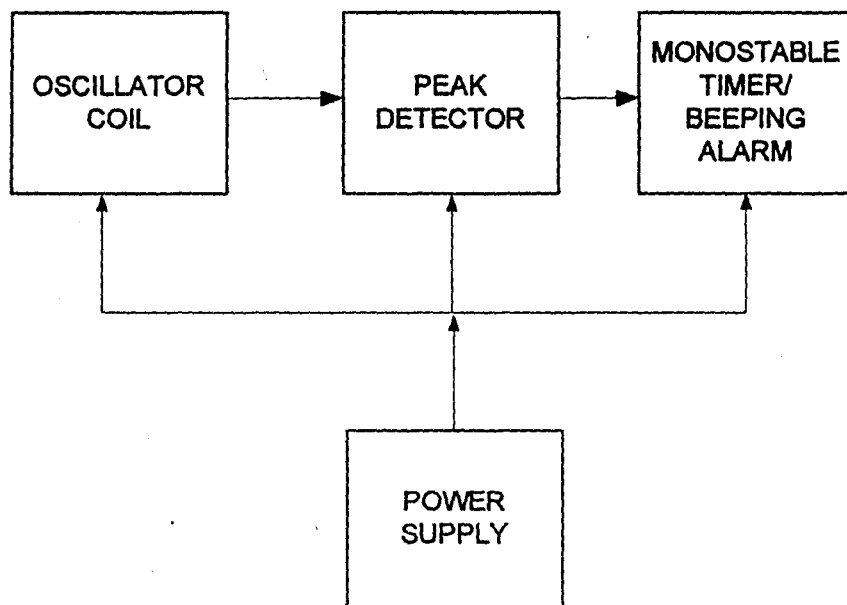 OSCILLATOR
COIL
PEAK
DETECTOR
MONOSTABLE
TIMER/
BEEPING
ALARM
POWER
SUPPLY